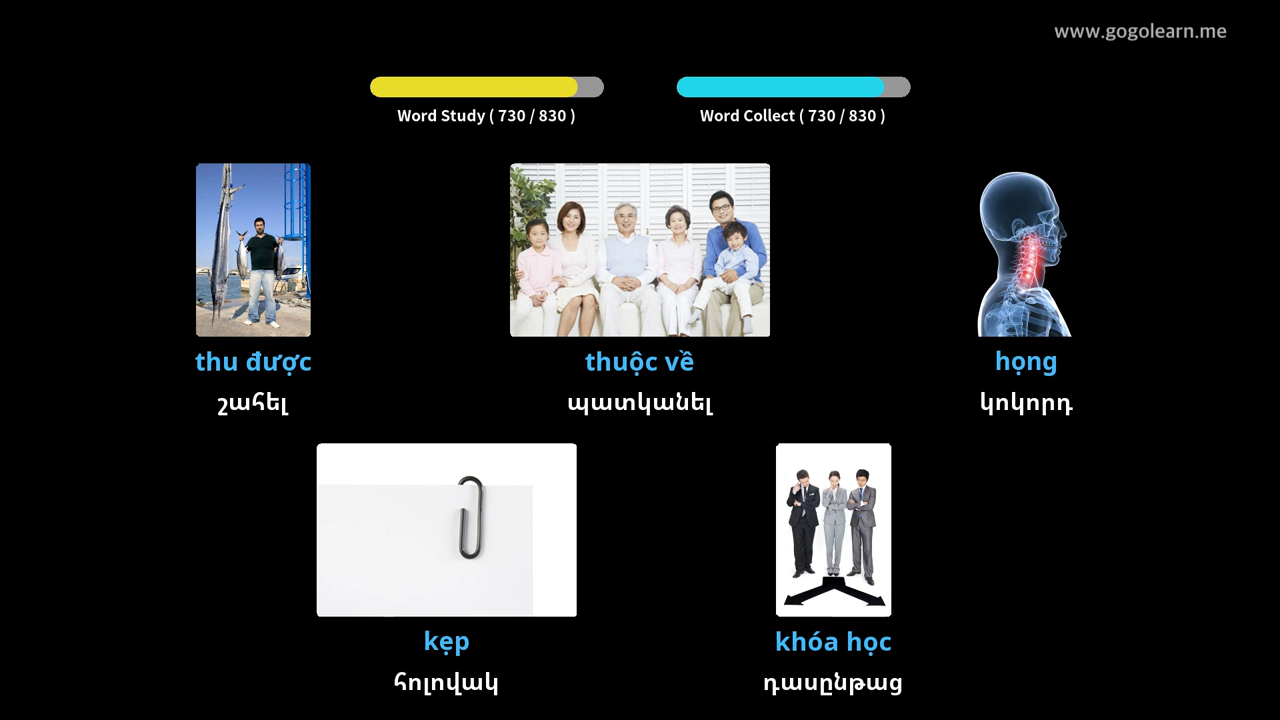 www.gogolearn.me
Word Study ( 730 / 830 )
Word Collect ( 730 / 830 )
thu được
շահել
thuộc về
պատկանել
họng
կոկորդ
kẹp
հոլովակ
khóa học
դասընթաց